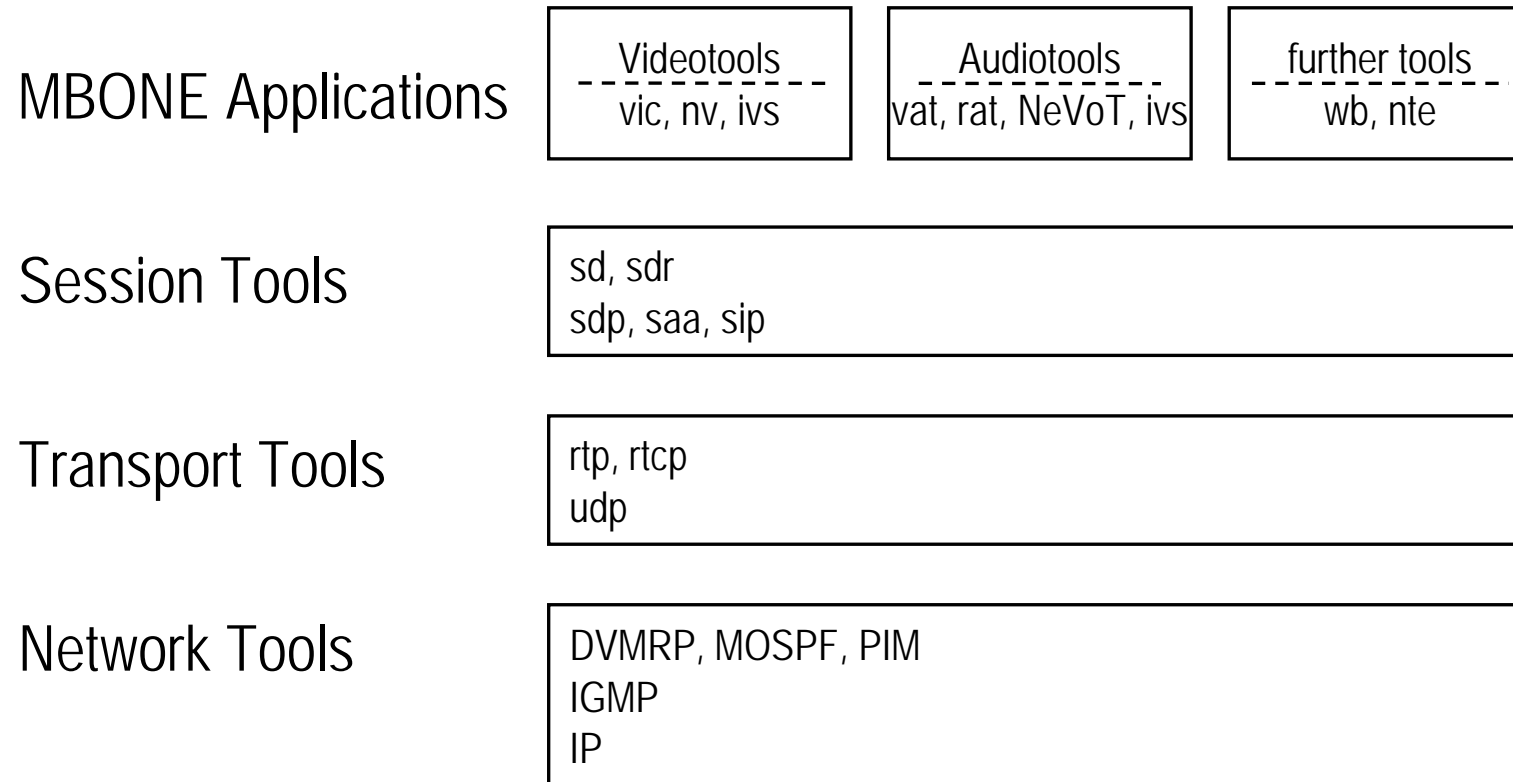 MBONE Applications
Videotools
vic, nv, ivs
Audiotools
vat, rat, NeVoT, ivs
further tools
wb, nte
Session Tools
sd, sdr
sdp, saa, sip
Transport Tools
rtp, rtcp
udp
Network Tools
DVMRP, MOSPF, PIM
IGMP
IP